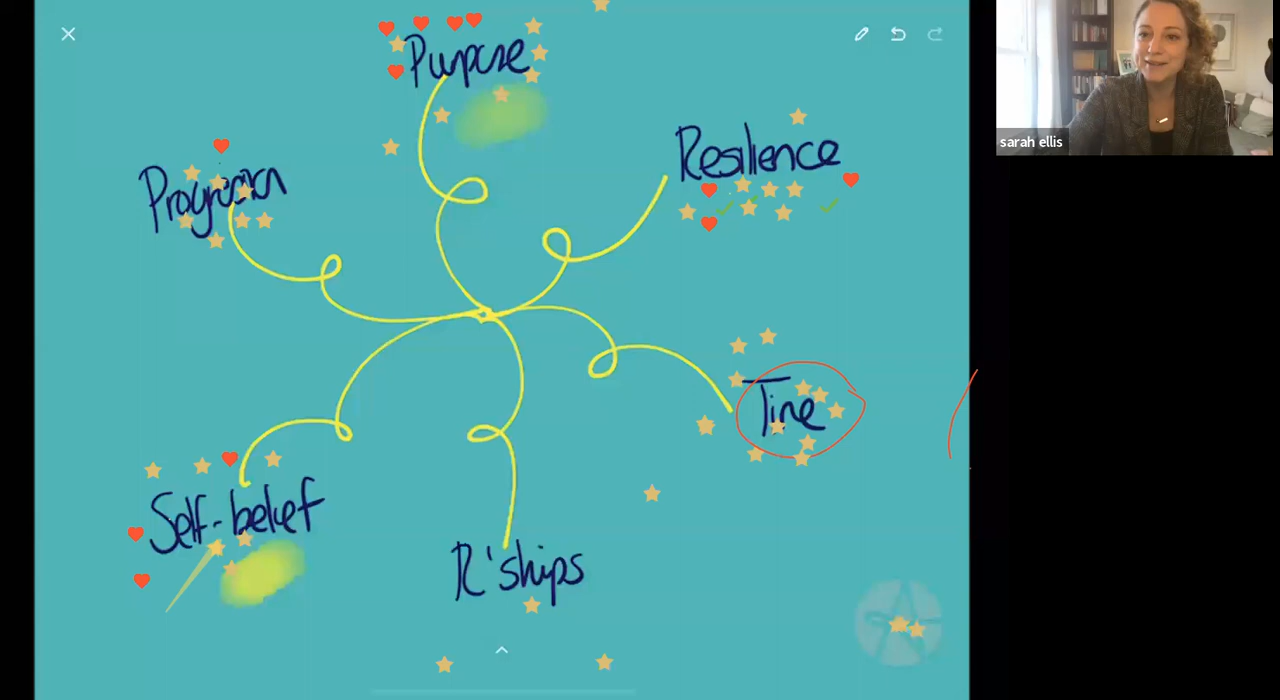 Purpose
sarah ellis
Resilience
Progression
Time
Self-belief
R'ships